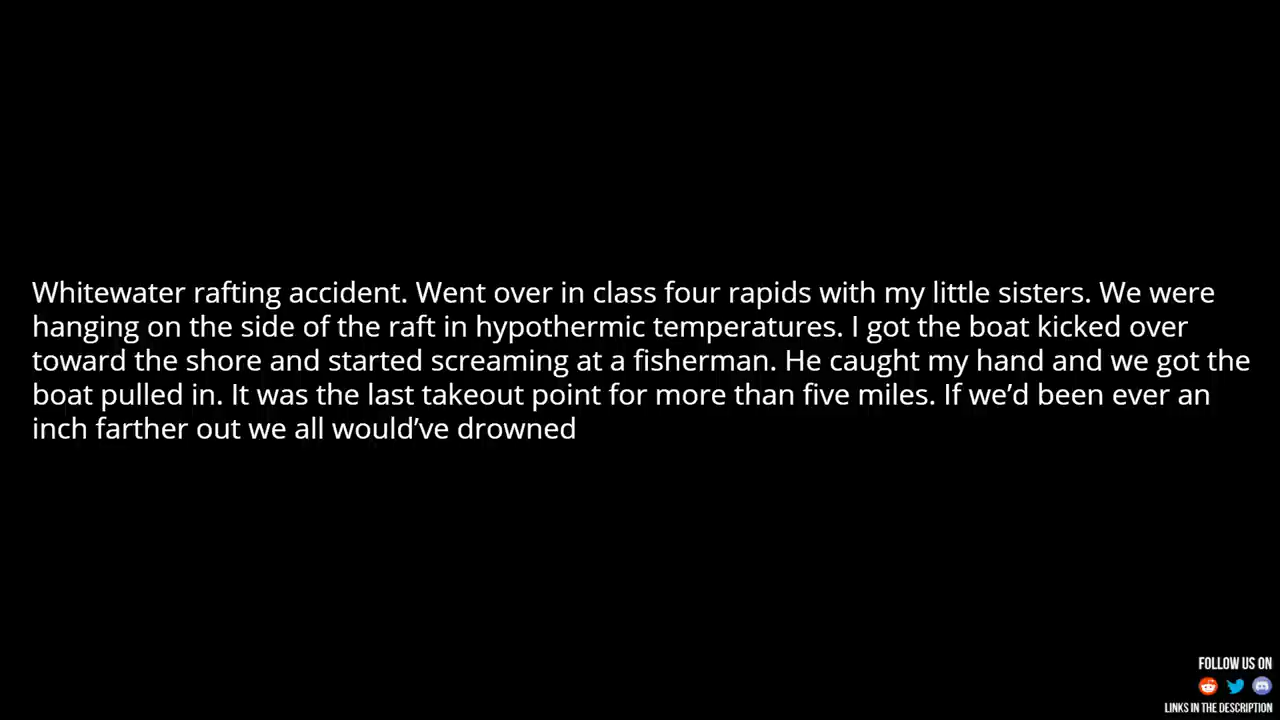 Whitewater rafting accident. Went over in class four rapids with my little sisters. We were
hanging on the side of the raft in hypothermic temperatures. I got the boat kicked over
toward the shore and started screaming at a fisherman. He caught my hand and we got the
boat pulled in. It was the last takeout point for more than five miles. If we’d been ever an
inch farther out we all would’ve drowned
FOLLOW US ON
LINKS IN THE DESCRIPTION